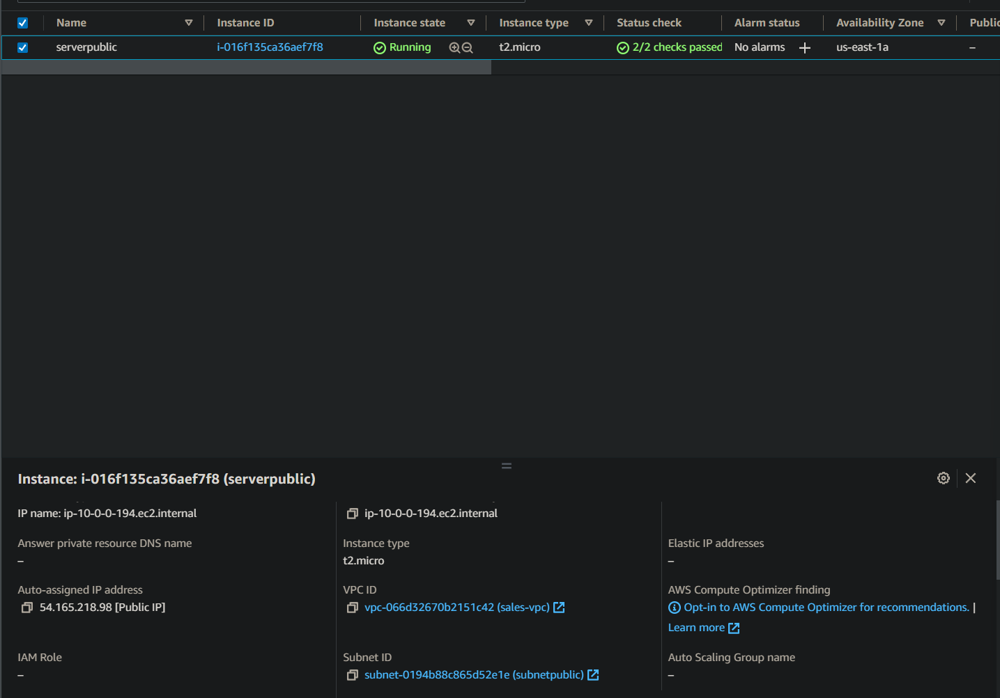 Name Instance ID Instance state Instance type Status check Alarm status Availability Zone Public
serverpublic i-016f135ca36aef7f8 Running t2.micro 2/2 checks passed No alarms + us-east-1a –
Instance: i-016f135ca36aef7f8 (serverpublic)
IP name: ip-10-0-0-194.ec2.internal
ip-10-0-0-194.ec2.internal
Answer private resource DNS name
–
Instance type
t2.micro
Elastic IP addresses
–
Auto-assigned IP address
54.165.218.98 [Public IP]
VPC ID
vpc-066d32670b2151c42 (sales-vpc)
AWS Compute Optimizer finding
Opt-in to AWS Compute Optimizer for recommendations. |
Learn more
IAM Role
–
Subnet ID
subnet-0194b88c865d52e1e (subnetpublic)
Auto Scaling Group name
–